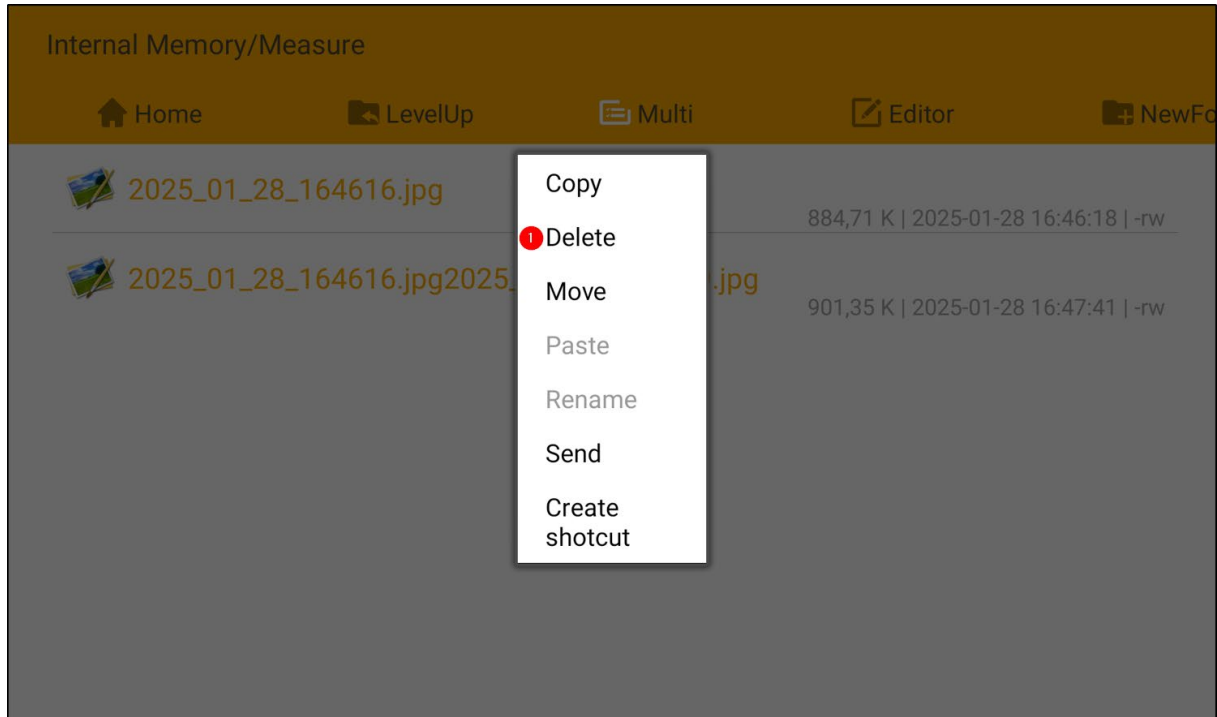 Internal Memory/Measure
Home LevelUp Multi Editor NewFo
2025_01_28_164616.jpg
884,71 K | 2025-01-28 16:46:18 | -rw
2025_01_28_164616.jpg2025_ .jpg
901,35 K | 2025-01-28 16:47:41 | -rw
Copy
1 Delete
Move
Paste
Rename
Send
Create
shotcut